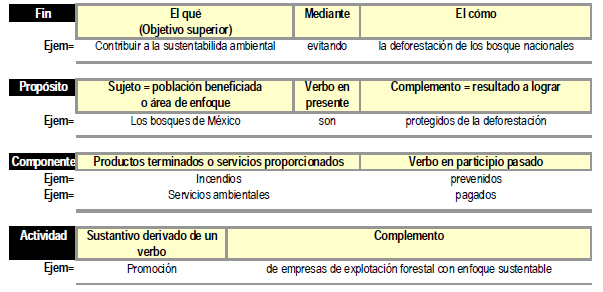 Fin El qué Mediante El cómo
(Objetivo superior)
Ejem= Contribuir a la sustentabilida ambiental evitando la deforestación de los bosque nacionales
Propósito Sujeto = población beneficiada Verbo en Complemento = resultado a lograr
o área de enfoque presente
Ejem= Los bosques de México son protegidos de la deforestación
Componente Productos terminados o servicios proporcionados Verbo en participio pasado
Ejem= Incendios prevenidos
Ejem= Servicios ambientales pagados
Actividad Sustantivo derivado de un Complemento
verbo
Ejem= Promoción de empresas de explotación forestal con enfoque sustentable